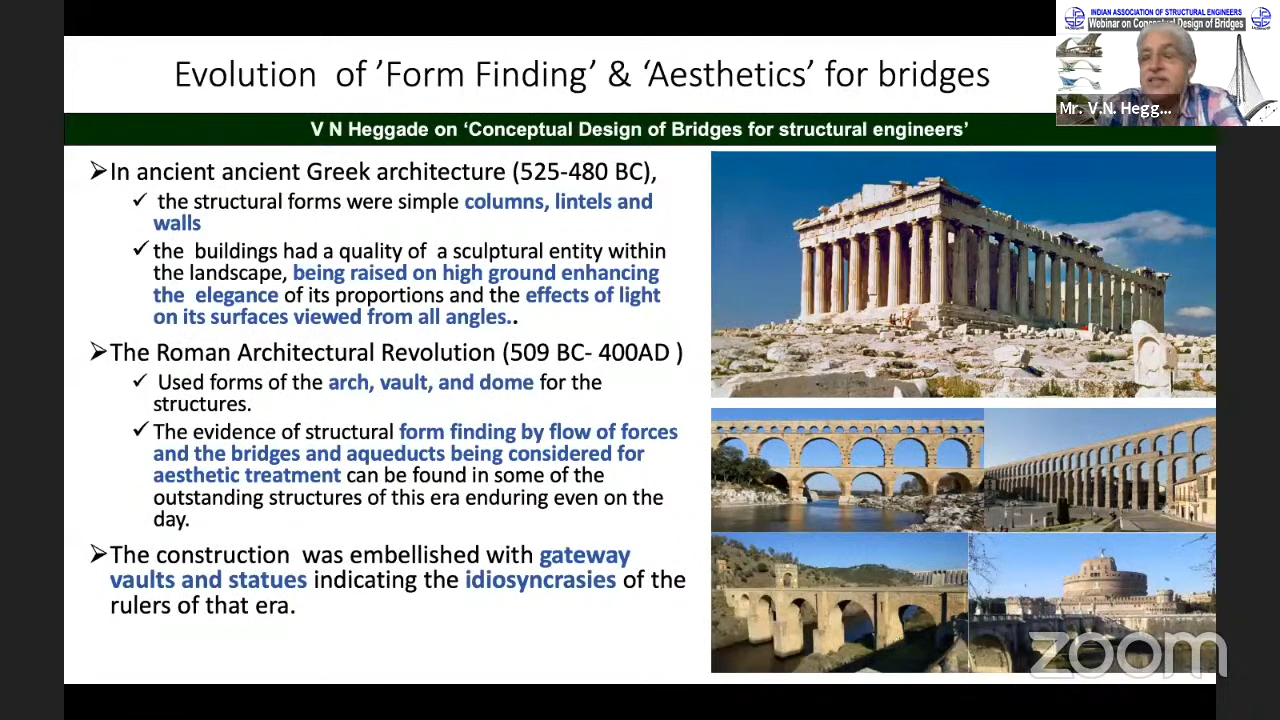 INDIAN ASSOCIATION OF STRUCTURAL ENGINEERS
Webinar on Conceptual Design of Bridges
Evolution of ’Form Finding’ & ‘Aesthetics’ for bridges
Mr. V.N. Hegg...
V N Heggade on ‘Conceptual Design of Bridges for structural engineers’
➢In ancient ancient Greek architecture (525-480 BC),
✓ the structural forms were simple columns, lintels and
walls
✓ the buildings had a quality of a sculptural entity within
the landscape, being raised on high ground enhancing
the elegance of its proportions and the effects of light
on its surfaces viewed from all angles..
➢The Roman Architectural Revolution (509 BC- 400AD )
✓ Used forms of the arch, vault, and dome for the
structures.
✓ The evidence of structural form finding by flow of forces
and the bridges and aqueducts being considered for
aesthetic treatment can be found in some of the
outstanding structures of this era enduring even on the
day.
➢The construction was embellished with gateway
vaults and statues indicating the idiosyncrasies of the
rulers of that era.
zoom